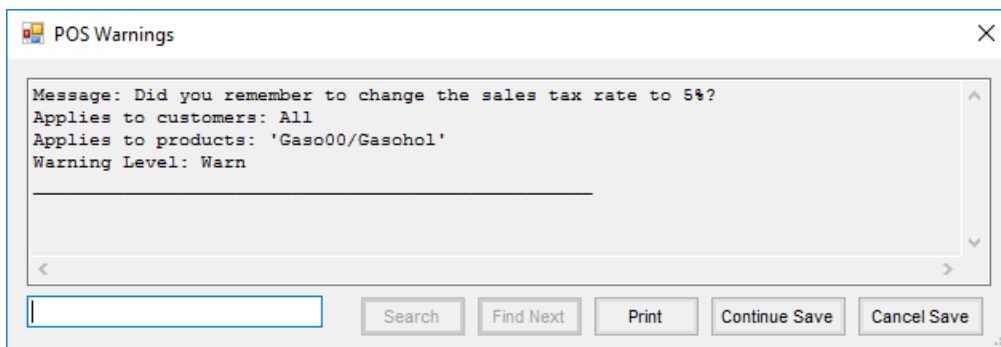 POS Warnings
Message: Did you remember to change the sales tax rate to 5%?
Applies to customers: All
Applies to products: 'Gaso00/Gasohol'
Warning Level: Warn
Search Find Next Print Continue Save Cancel Save